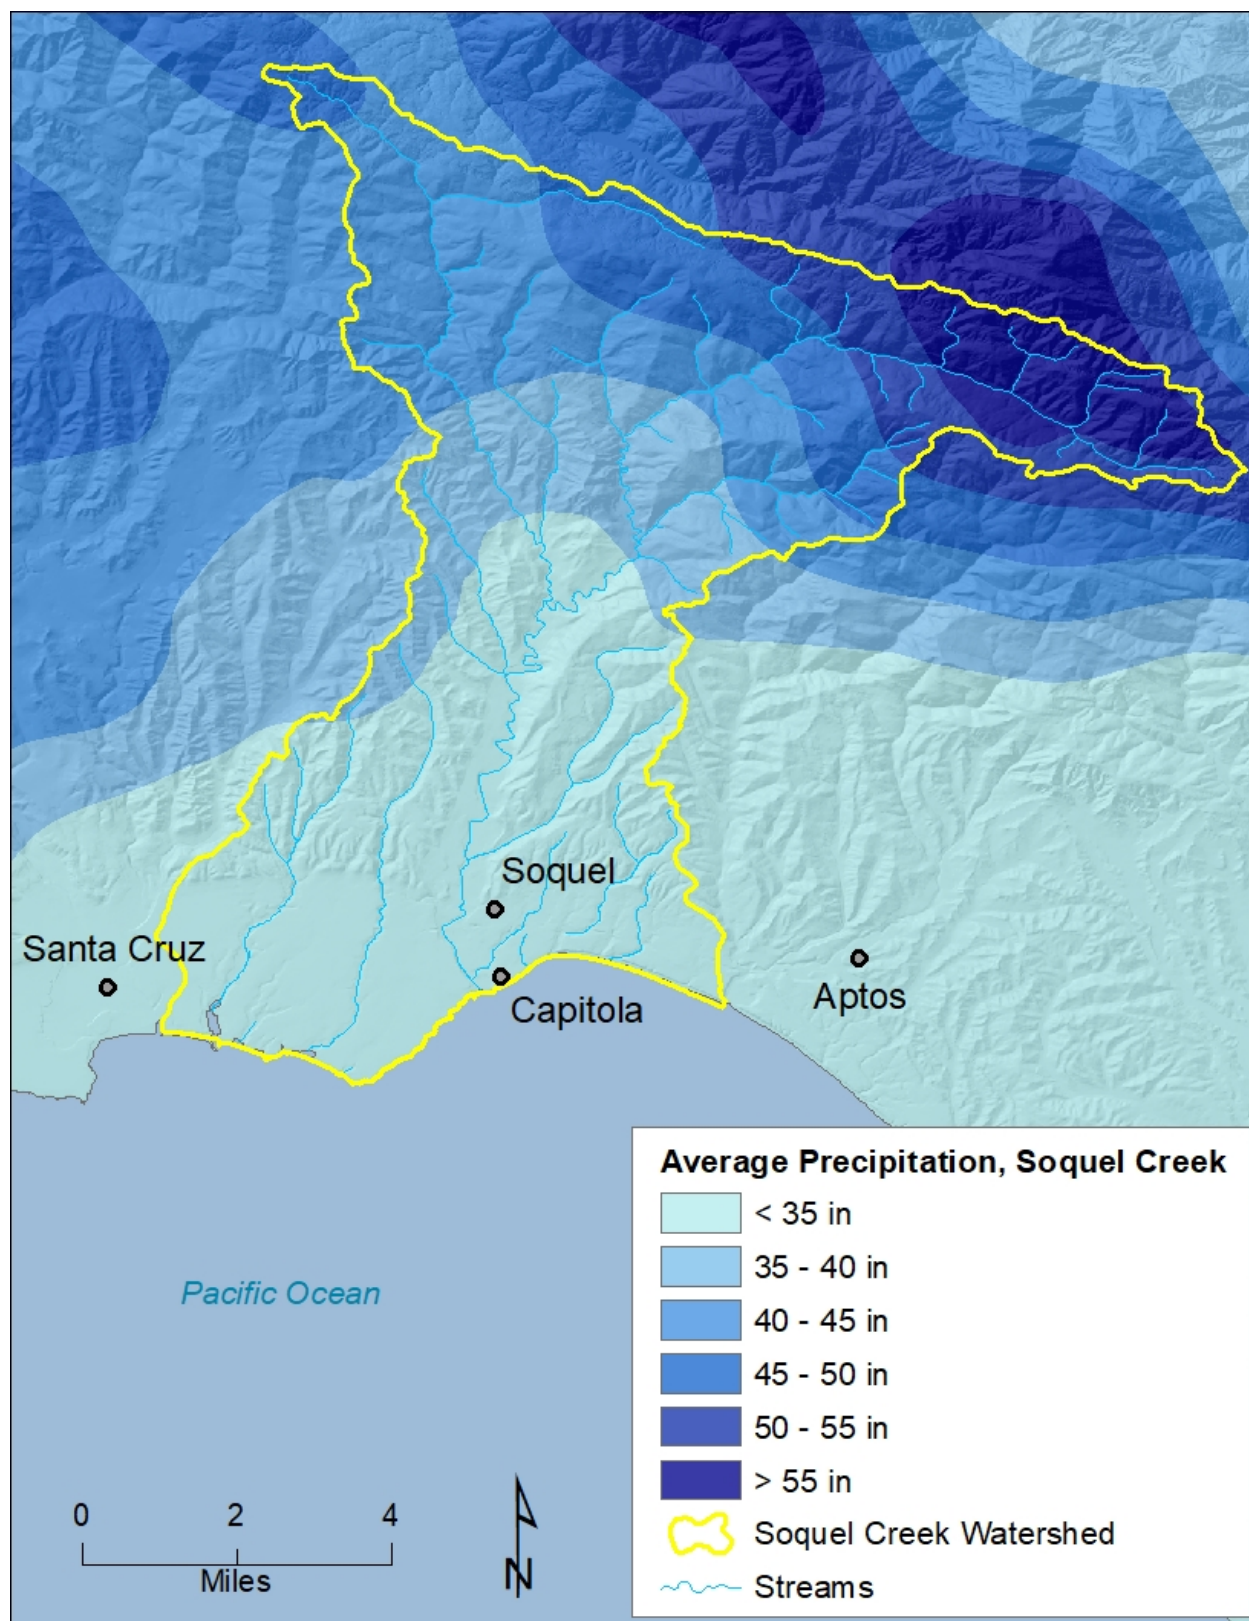 Soquel
Santa Cruz
Capitola
Aptos
Average Precipitation, Soquel Creek
< 35 in
35 - 40 in
40 - 45 in
45 - 50 in
50 - 55 in
> 55 in
Soquel Creek Watershed
Streams
Pacific Ocean
0 2 4
Miles
N